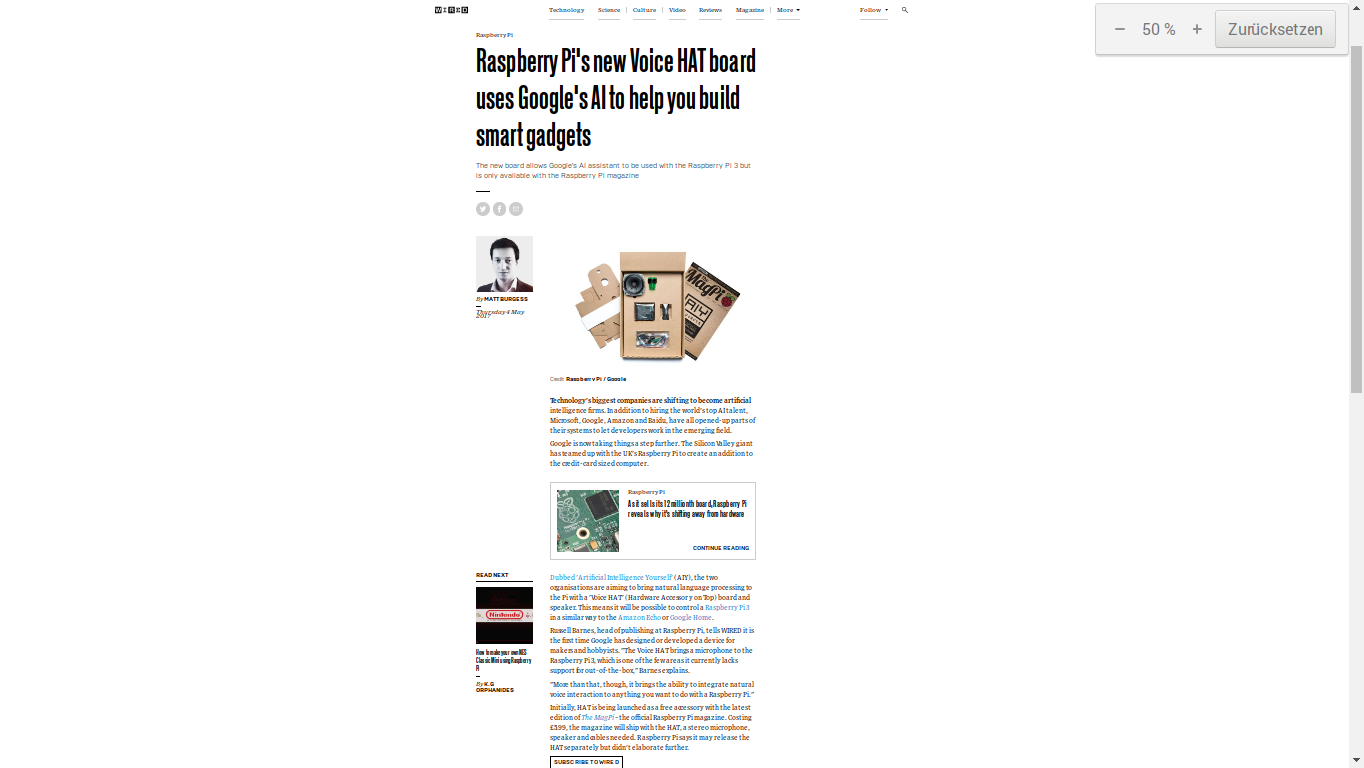 WIRED
Technology Science Culture Video Reviews Magazine More Follow
50 % Zurücksetzen
Raspberry Pi
Raspberry Pi's new Voice HAT board
uses Google's AI to help you build
smart gadgets
The new board allows Google's AI assistant to be used with the Raspberry Pi 3 but
is only available with the Raspberry Pi magazine
By MATT BURGESS
Thursday 4 May
2017
MagPi
AIY
Credit Raspberry Pi / Google
Technology's biggest companies are shifting to become artificial
intelligence firms. In addition to hiring the world's top AI talent,
Microsoft, Google, Amazon and Baidu, have all opened-up parts of
their systems to let developers work in the emerging field.
Google is now taking things a step further. The Silicon Valley giant
has teamed up with the UK's Raspberry Pi to create an addition to
the credit-card sized computer.
Raspberry Pi
As it sells its 12 millionth board, Raspberry Pi
reveals why it's shifting away from hardware
CONTINUE READING
READ NEXT
Nintendo
How to make your own NES
Classic Mini using Raspberry
Pi
By K.G
ORPHANIDES
Dubbed 'Artificial Intelligence Yourself' (AIY), the two
organisations are aiming to bring natural language processing to
the Pi with a 'Voice HAT' (Hardware Accessory on Top) board and
speaker. This means it will be possible to control a Raspberry Pi 3
in a similar way to the Amazon Echo or Google Home.
Russell Barnes, head of publishing at Raspberry Pi, tells WIRED it is
the first time Google has designed or developed a device for
makers and hobbyists. "The Voice HAT brings a microphone to the
Raspberry Pi 3, which is one of the few areas it currently lacks
support for out-of-the-box," Barnes explains.
"More than that, though, it brings the ability to integrate natural
voice interaction to anything you want to do with a Raspberry Pi."
Initially, HAT is being launched as a free accessory with the latest
edition of The MagPi – the official Raspberry Pi magazine. Costing
£5.99, the magazine will ship with the HAT, a stereo microphone,
speaker and cables needed. Raspberry Pi says it may release the
HAT separately but didn't elaborate further.
SUBSCRIBE TO WIRED